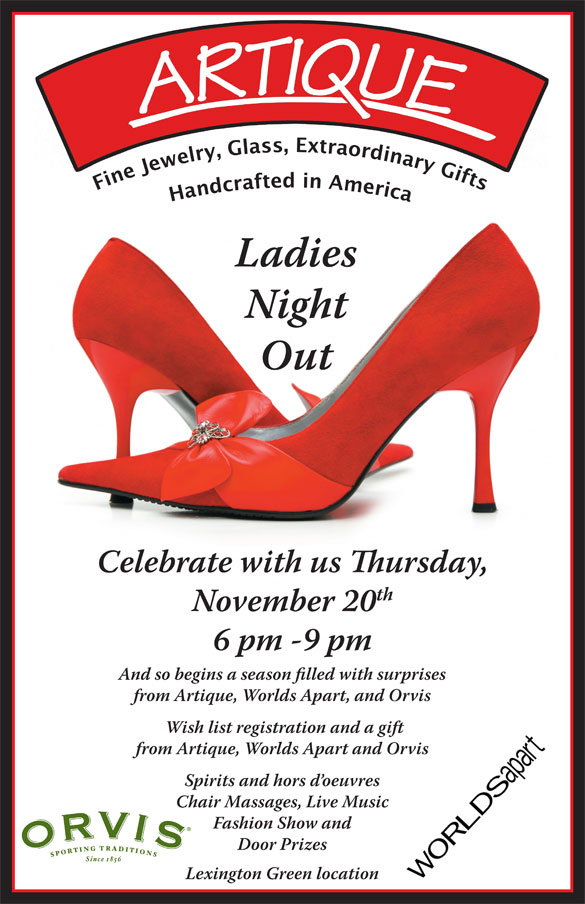 ARTIQUE
Fine Jewelry, Glass, Extraordinary Gifts
Handcrafted in America
Ladies
Night
Out
Celebrate with us Thursday,
November 20th
6 pm -9 pm
And so begins a season filled with surprises
from Artique, Worlds Apart, and Orvis
Wish list registration and a gift
from Artique, Worlds Apart and Orvis
Spirits and hors d'oeuvres
Chair Massages, Live Music
Fashion Show and
Door Prizes
Lexington Green location
ORVIS®
SPORTING TRADITIONS
Since 1856
WORLDSapart